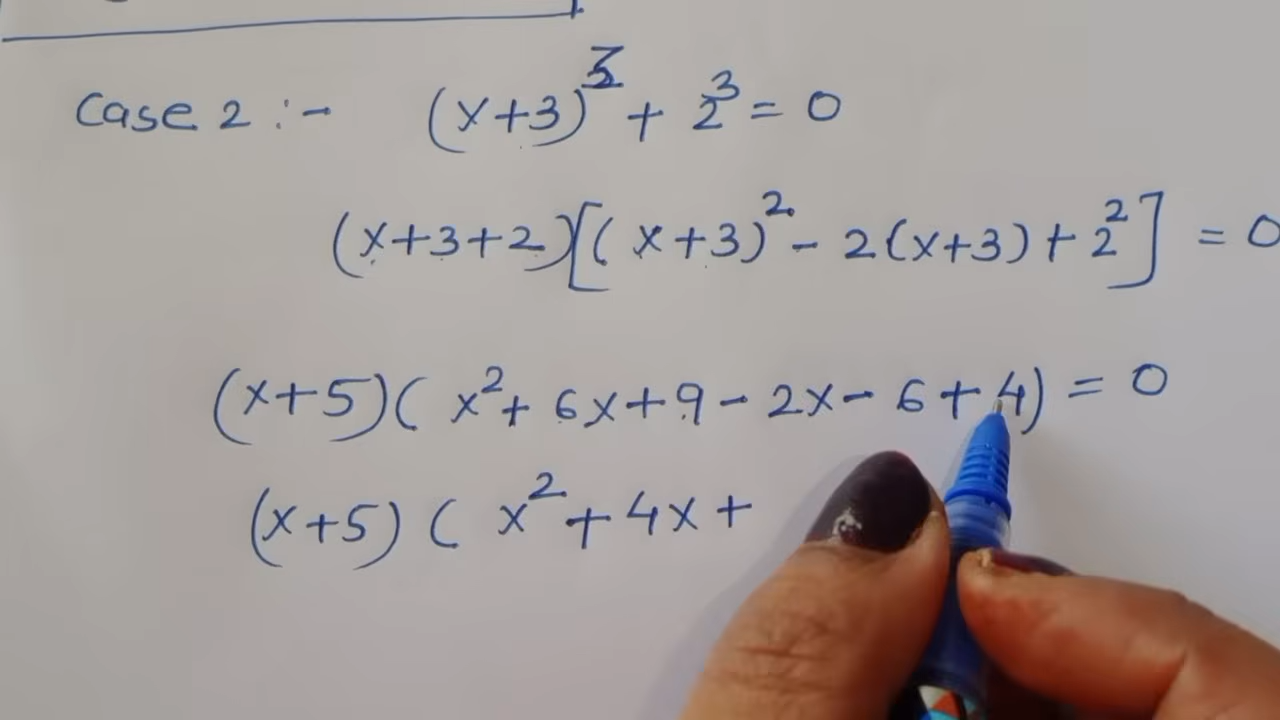 Case 2 :- (x+3)³ + 2³ = 0
(x+3+2)[(x+3)² - 2(x+3) + 2²] = 0
(x+5)( x² + 6x + 9 - 2x - 6 + 4) = 0
(x+5) ( x² + 4x +